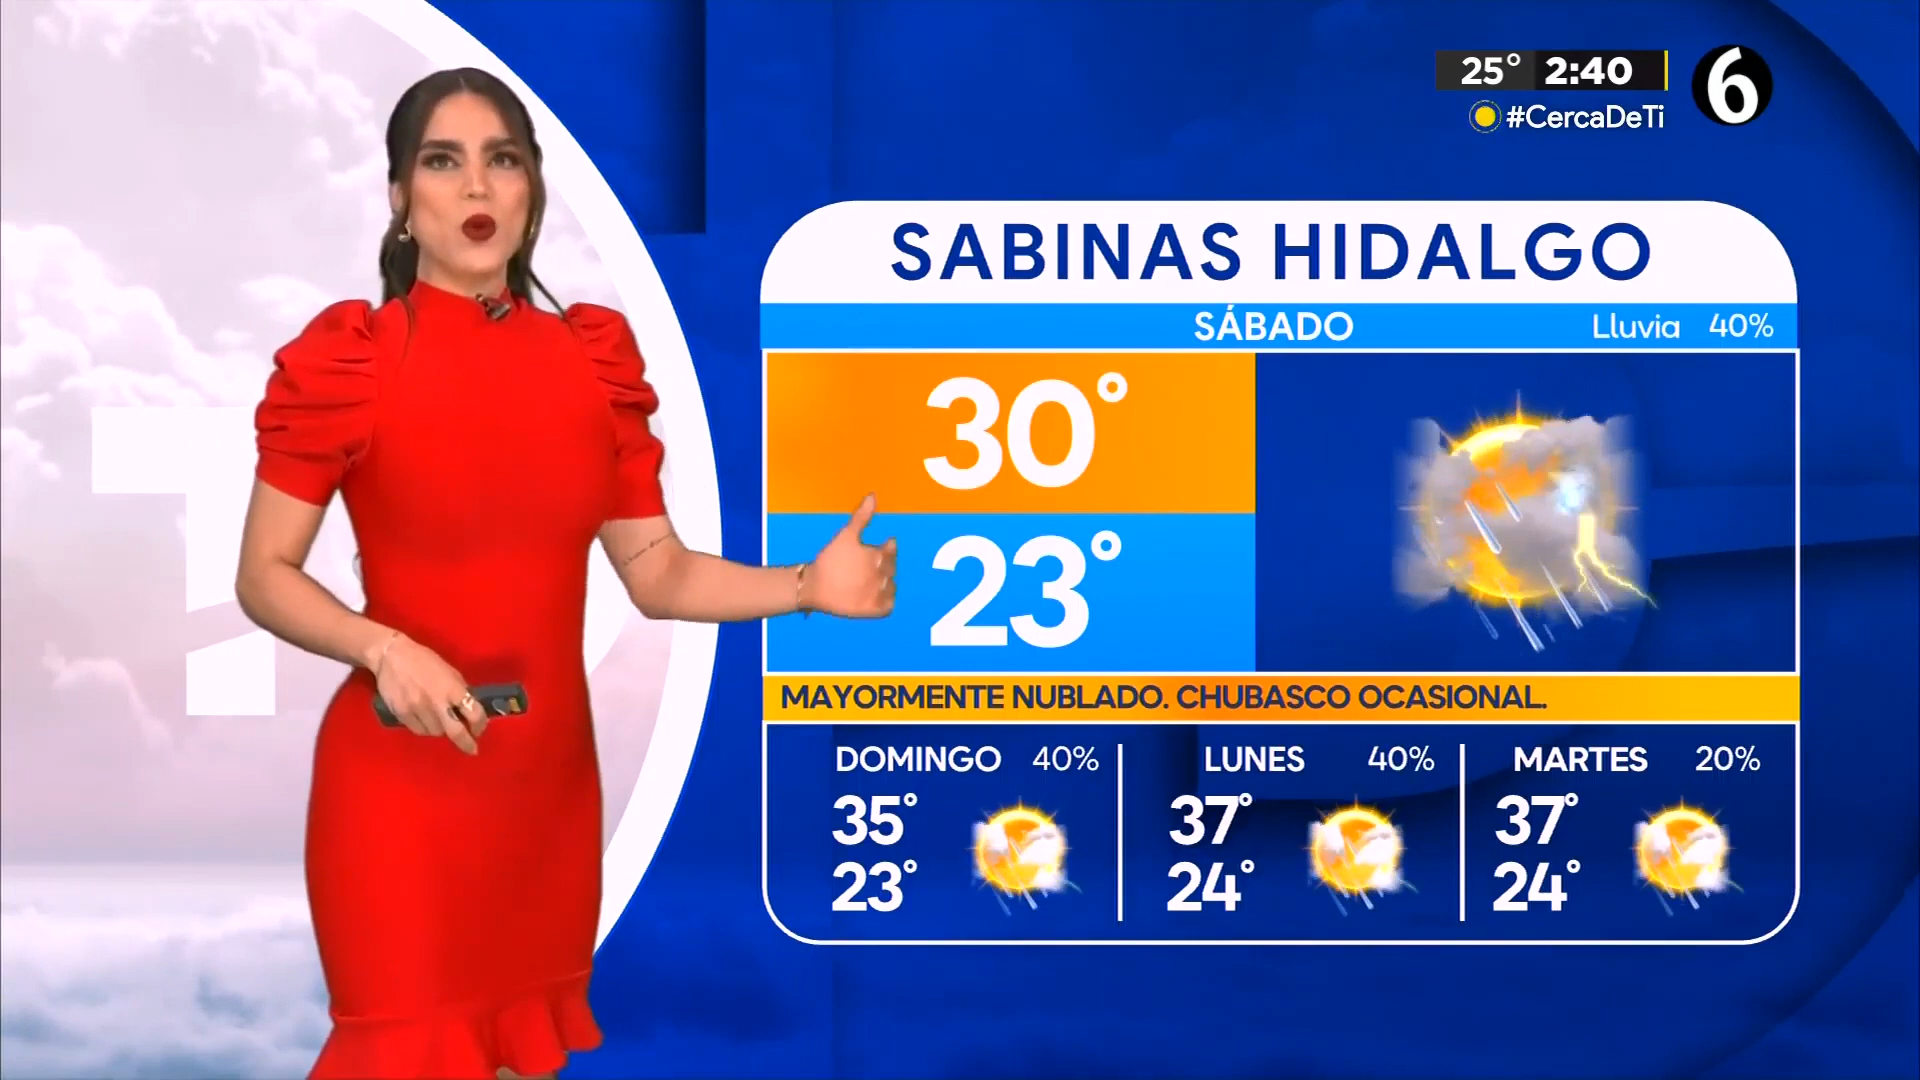 25° 2:40
6
#CercaDeTi
SABINAS HIDALGO
SÁBADO Lluvia 40%
30°
23°
MAYORMENTE NUBLADO. CHUBASCO OCASIONAL.
DOMINGO 40%
35°
23°
LUNES 40%
37°
24°
MARTES 20%
37°
24°